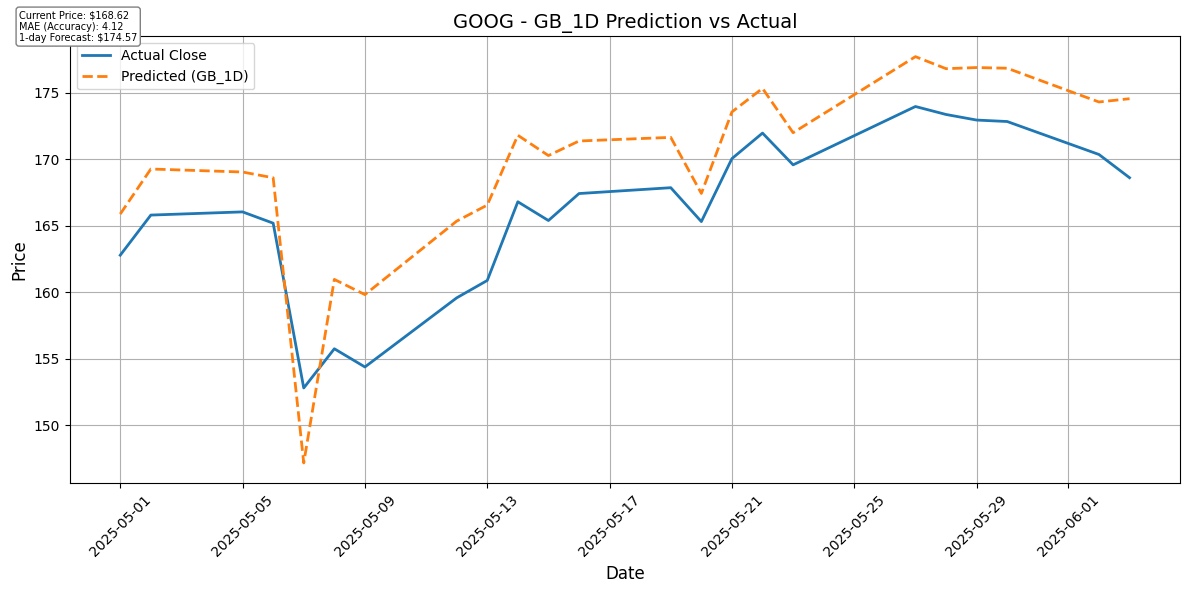 GOOG - GB_1D Prediction vs Actual
Current Price: $168.62
MAE (Accuracy): 4.12
1-day Forecast: $174.57
Actual Close
Predicted (GB_1D)
Price
175
170
165
160
155
150
2025-05-01
2025-05-05
2025-05-09
2025-05-13
2025-05-17
2025-05-21
2025-05-25
2025-05-29
2025-06-01
Date